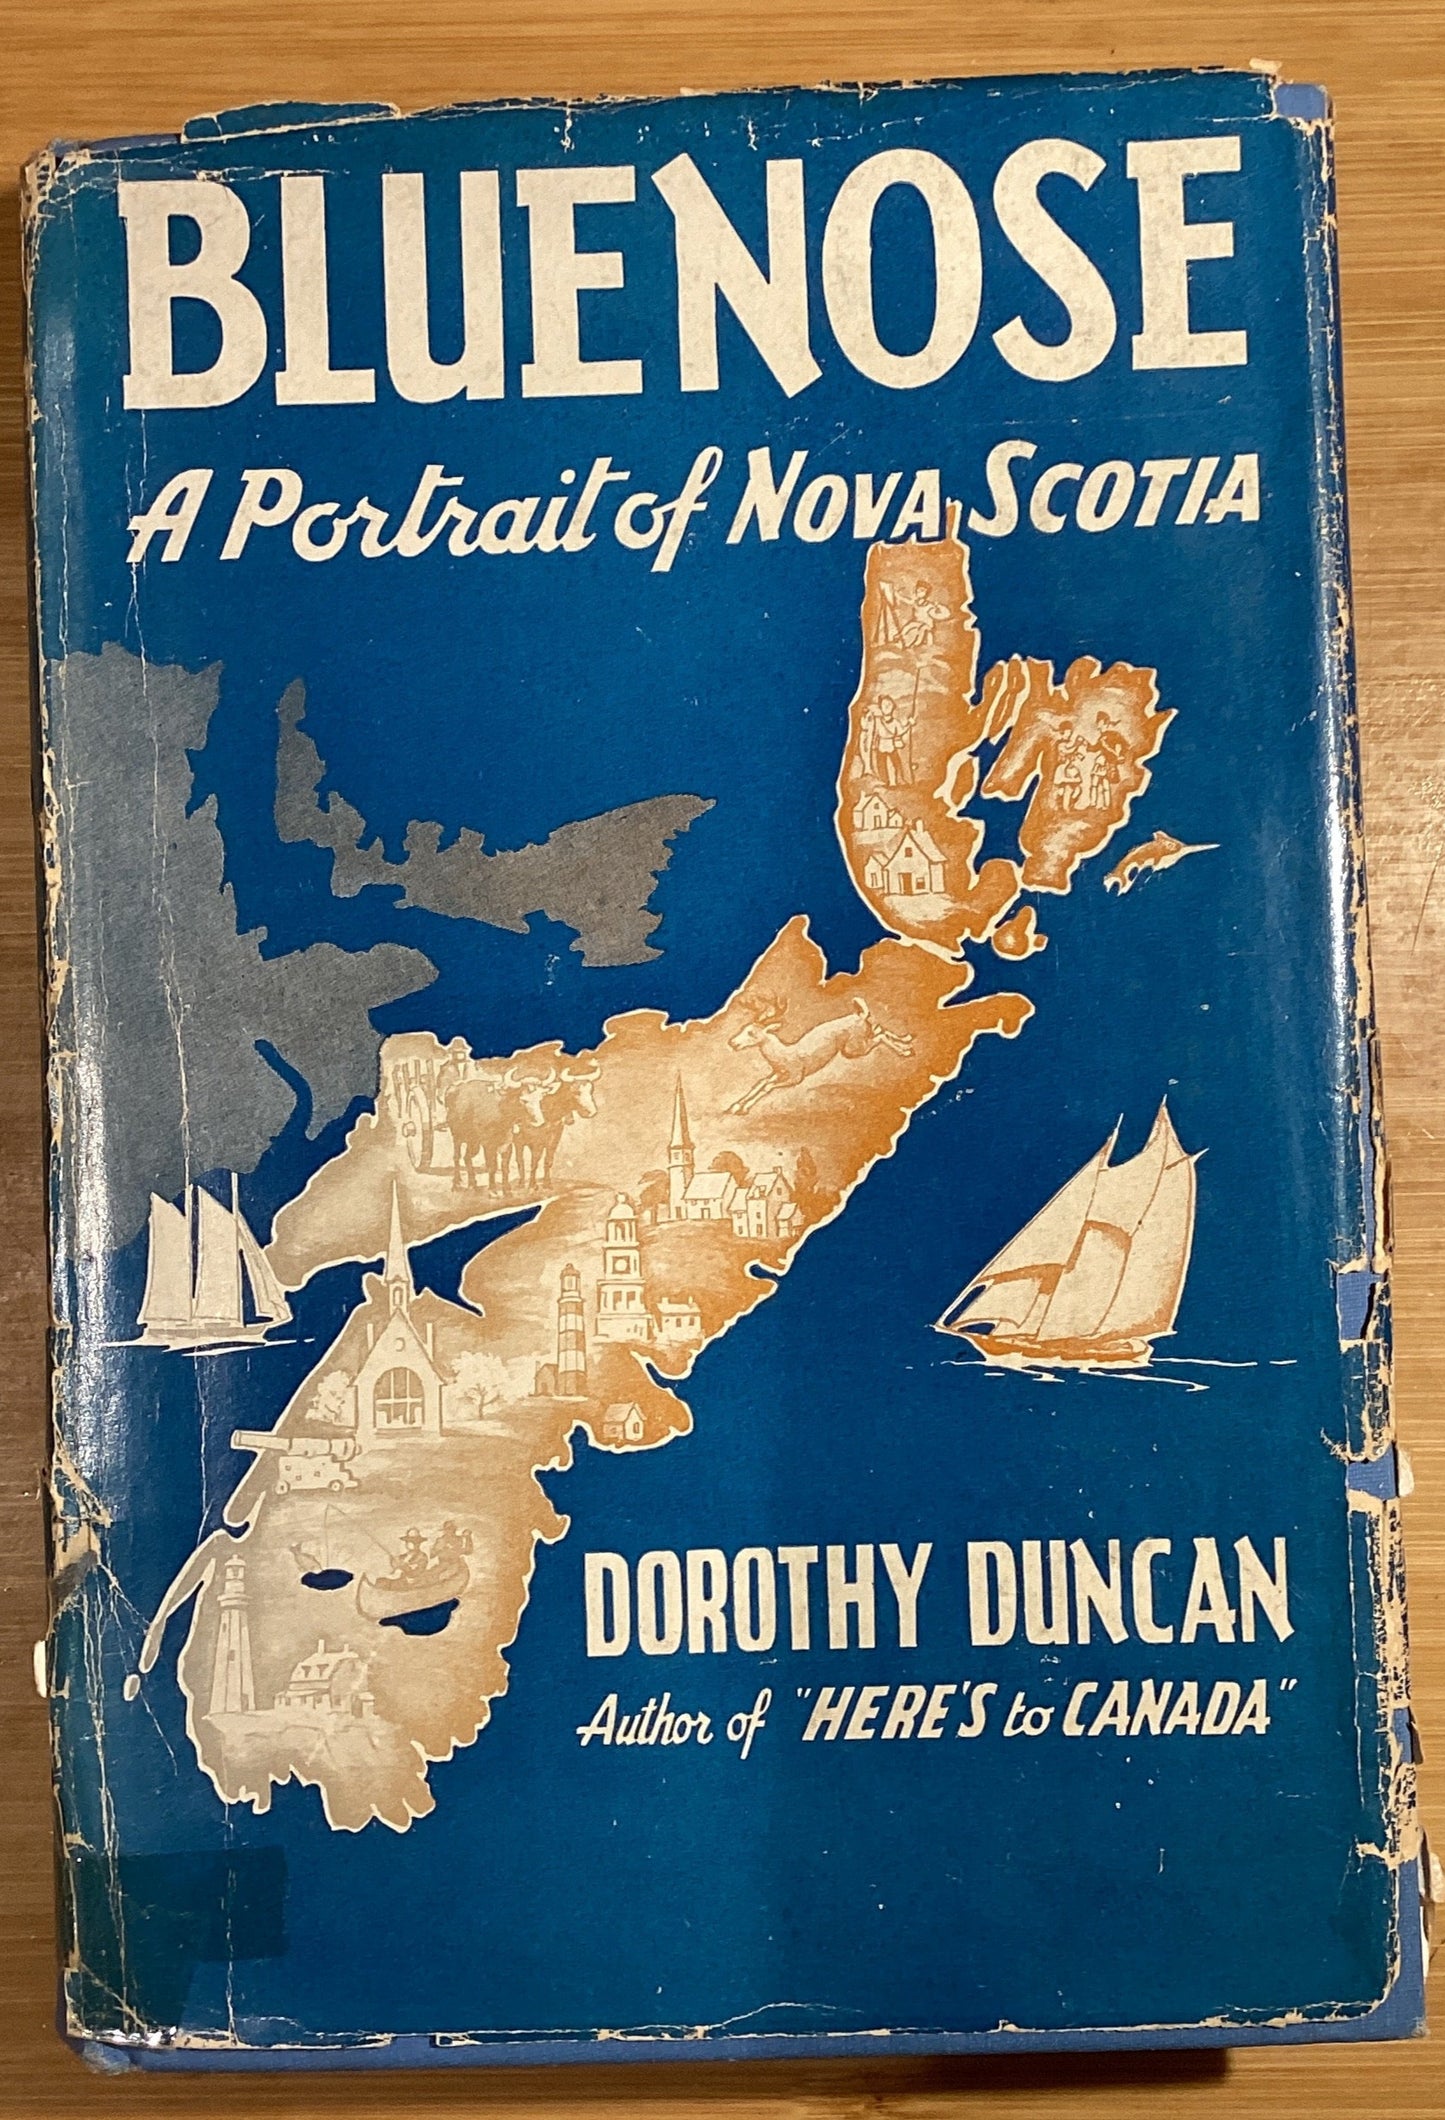 BLUENOSE
A Portrait of NOVA SCOTIA
DOROTHY DUNCAN
Author of "HERE'S to CANADA"